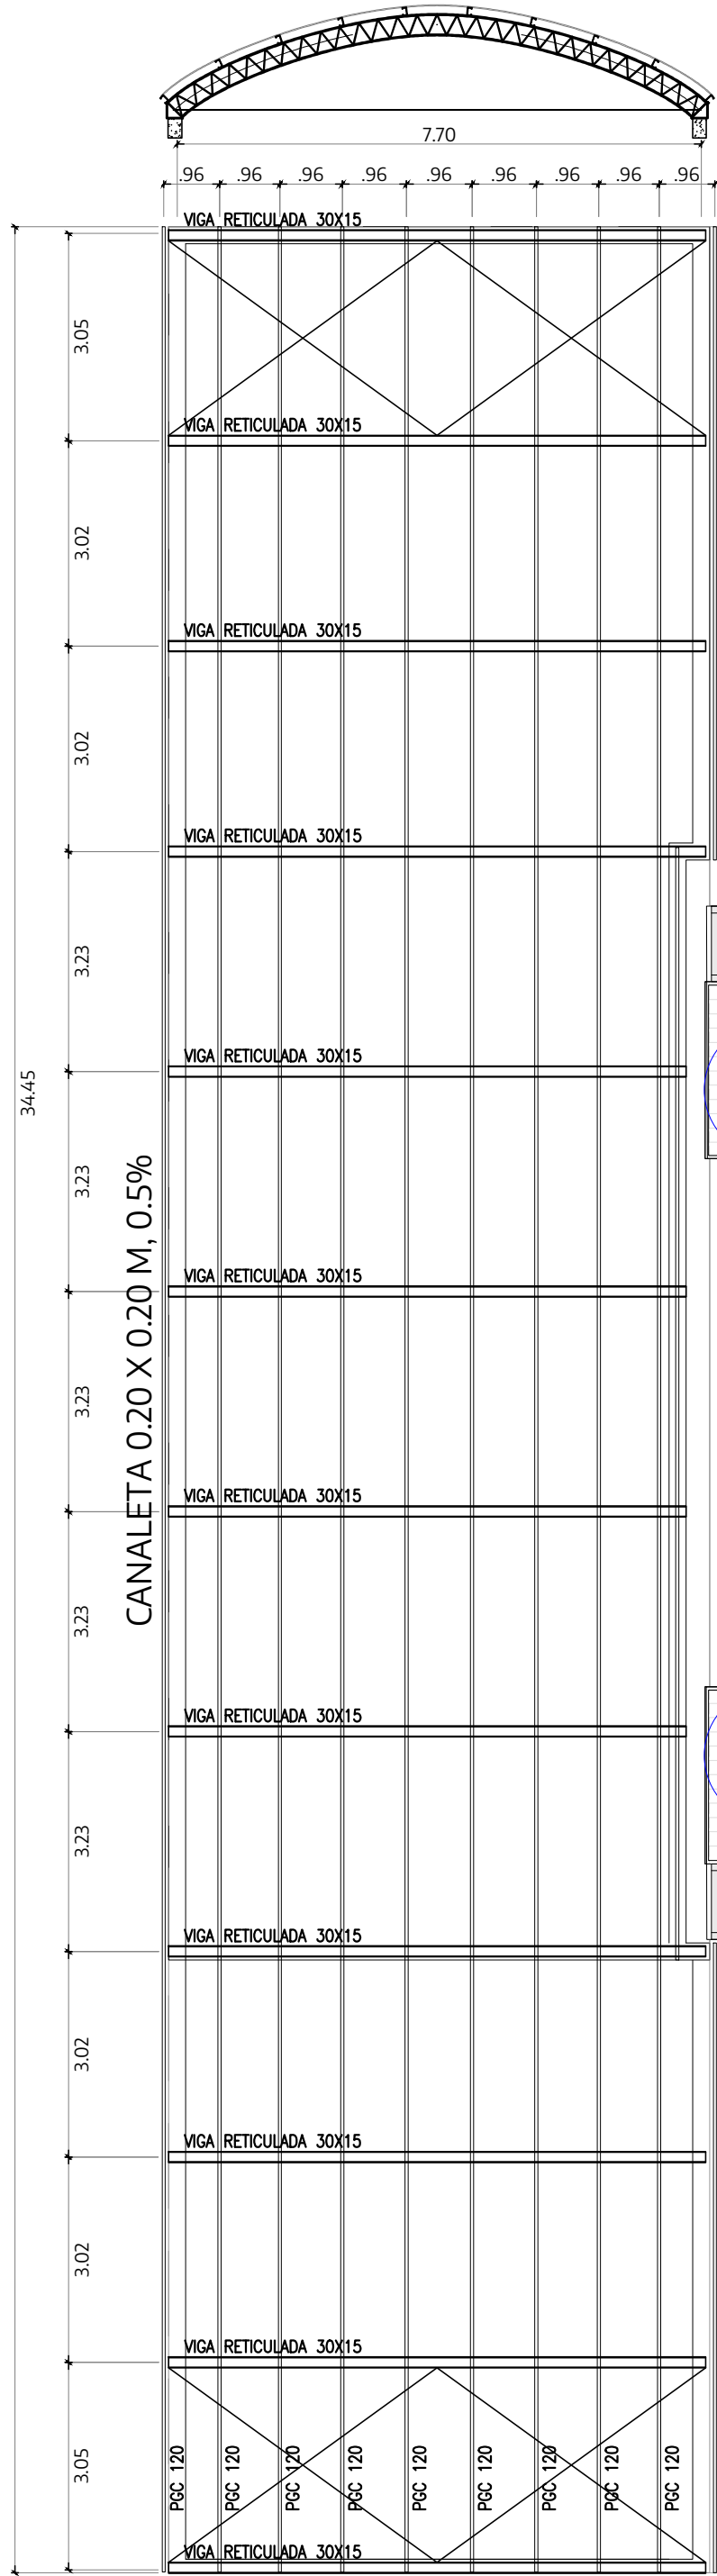 7.70
.96 .96 .96 .96 .96 .96 .96 .96 .96
VIGA RETICULADA 30X15
3.05
VIGA RETICULADA 30X15
3.02
VIGA RETICULADA 30X15
3.02
VIGA RETICULADA 30X15
3.23
VIGA RETICULADA 30X15
34.45
3.23
CANALETA 0.20 X 0.20 M, 0.5%
VIGA RETICULADA 30X15
3.23
VIGA RETICULADA 30X15
3.23
VIGA RETICULADA 30X15
3.23
VIGA RETICULADA 30X15
3.02
VIGA RETICULADA 30X15
3.02
VIGA RETICULADA 30X15
3.05
PGC 120
PGC 120
PGC 120
PGC 120
PGC 120
PGC 120
PGC 120
PGC 120
PGC 120
VIGA RETICULADA 30X15